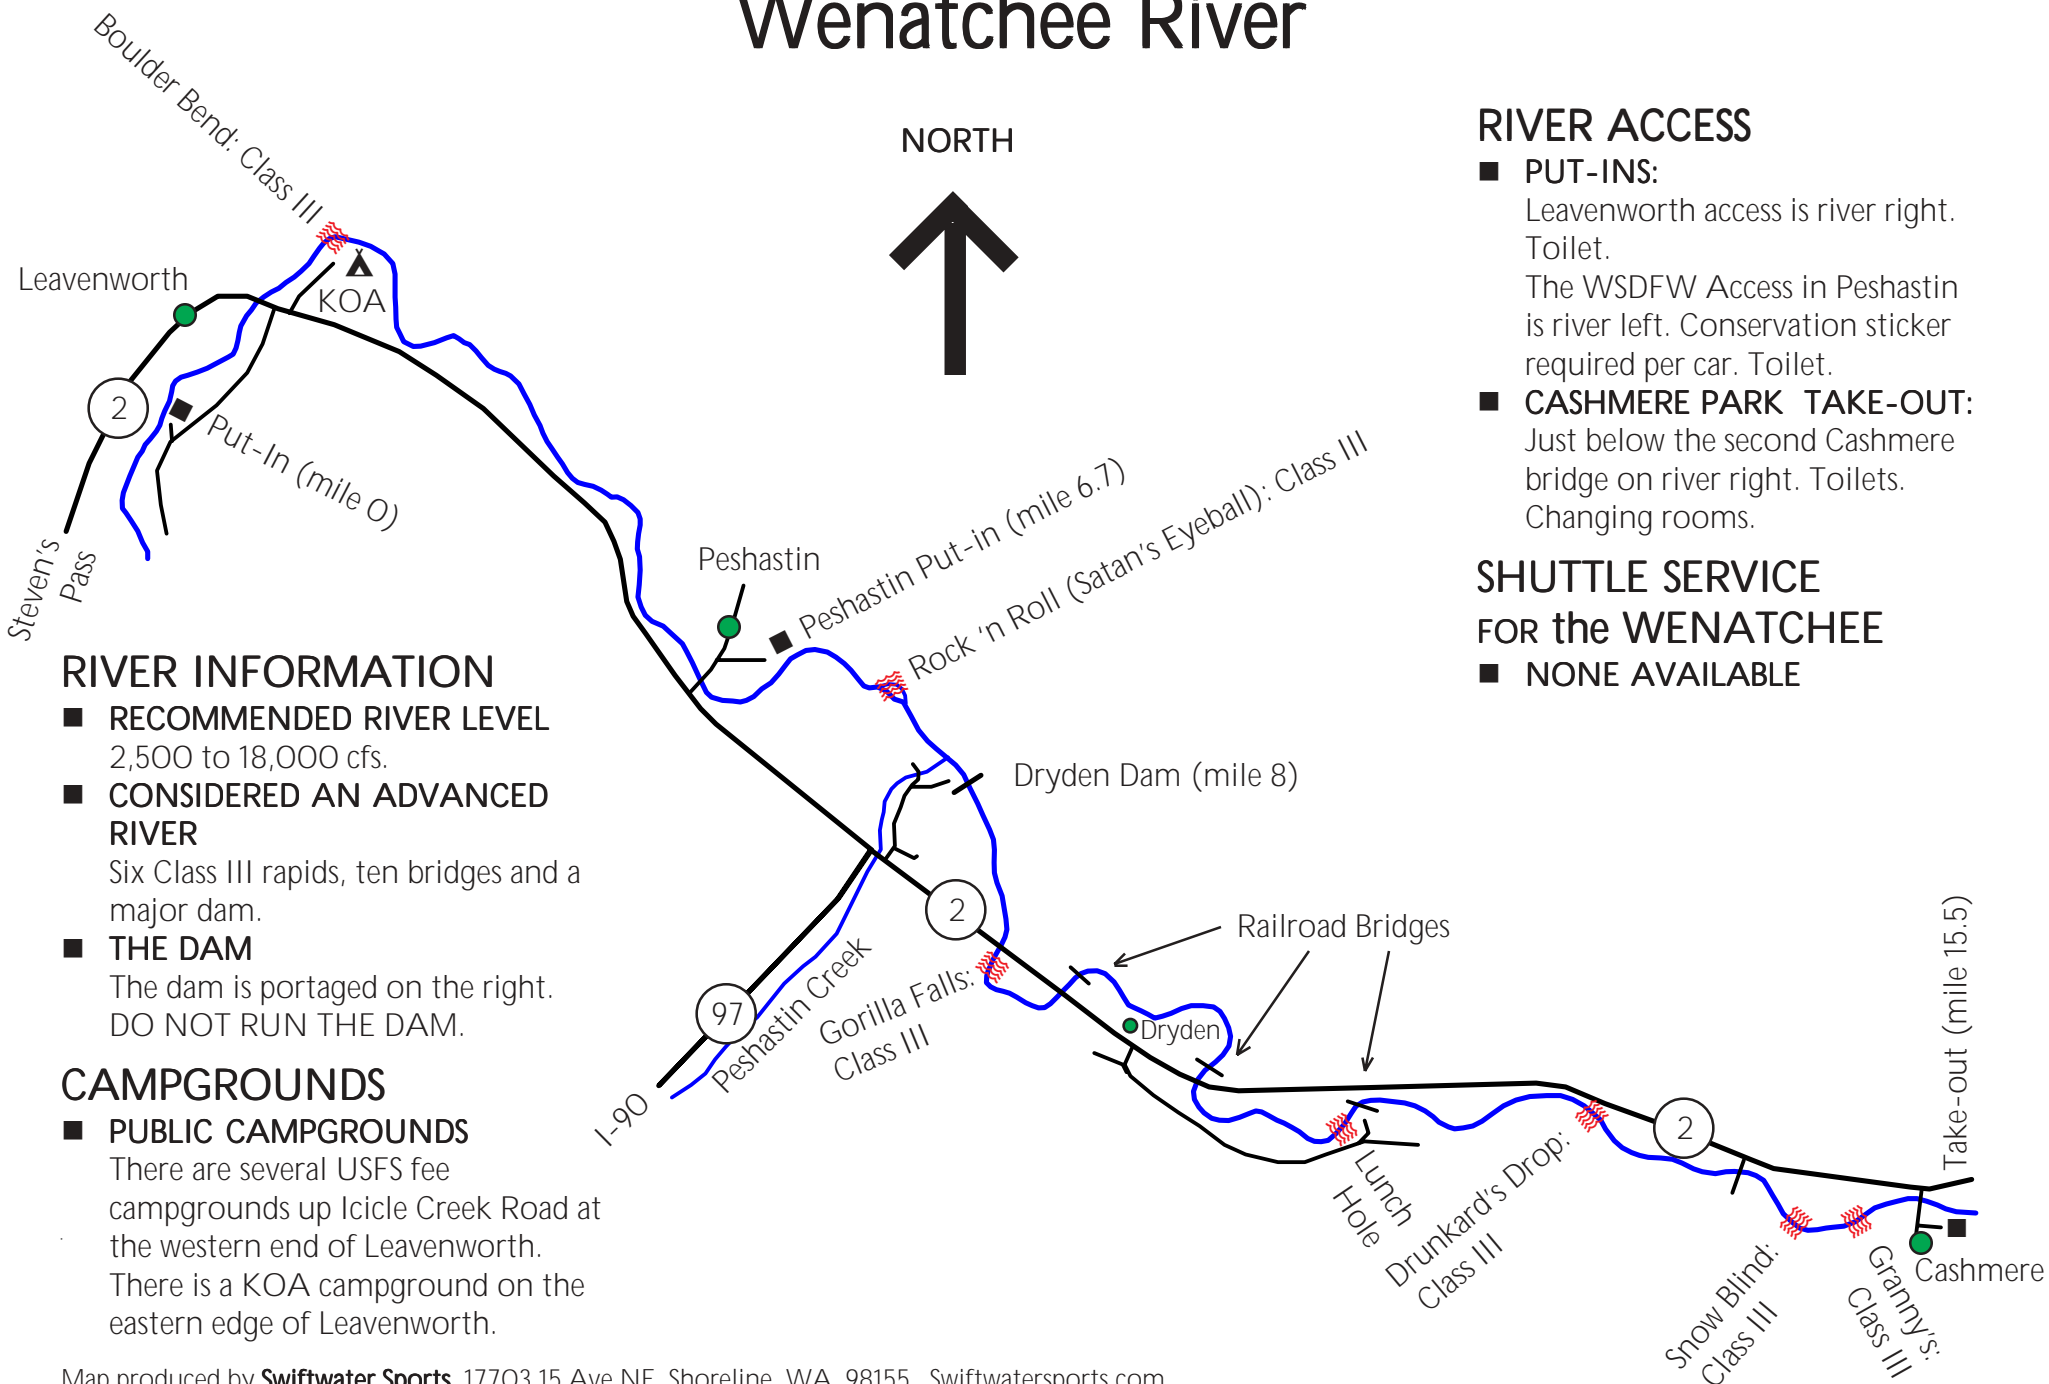 Wenatchee River
Boulder Bend: Class III
NORTH
Leavenworth
KOA
2
Put-In (mile 0)
Steven's
Pass
Peshastin
Peshastin Put-in (mile 6.7)
Rock 'n Roll (Satan's Eyeball): Class III
Dryden Dam (mile 8)
2
97
I-90
Peshastin Creek
Gorilla Falls:
Class III
Railroad Bridges
Dryden
Lunch
Hole
Drunkard's Drop:
Class III
2
Snow Blind:
Class III
Granny's:
Class III
Cashmere
Take-out (mile 15.5)
RIVER ACCESS
■ PUT-INS:
Leavenworth access is river right.
Toilet.
The WSDFW Access in Peshastin
is river left. Conservation sticker
required per car. Toilet.
■ CASHMERE PARK TAKE-OUT:
Just below the second Cashmere
bridge on river right. Toilets.
Changing rooms.
SHUTTLE SERVICE
FOR the WENATCHEE
■ NONE AVAILABLE
RIVER INFORMATION
■ RECOMMENDED RIVER LEVEL
2,500 to 18,000 cfs.
■ CONSIDERED AN ADVANCED
RIVER
Six Class III rapids, ten bridges and a
major dam.
■ THE DAM
The dam is portaged on the right.
DO NOT RUN THE DAM.
CAMPGROUNDS
■ PUBLIC CAMPGROUNDS
There are several USFS fee
campgrounds up Icicle Creek Road at
the western end of Leavenworth.
There is a KOA campground on the
eastern edge of Leavenworth.
Map produced by Swiftwater Sports, 17703 15 Ave NE, Shoreline, WA, 98155. Swiftwatersports.com